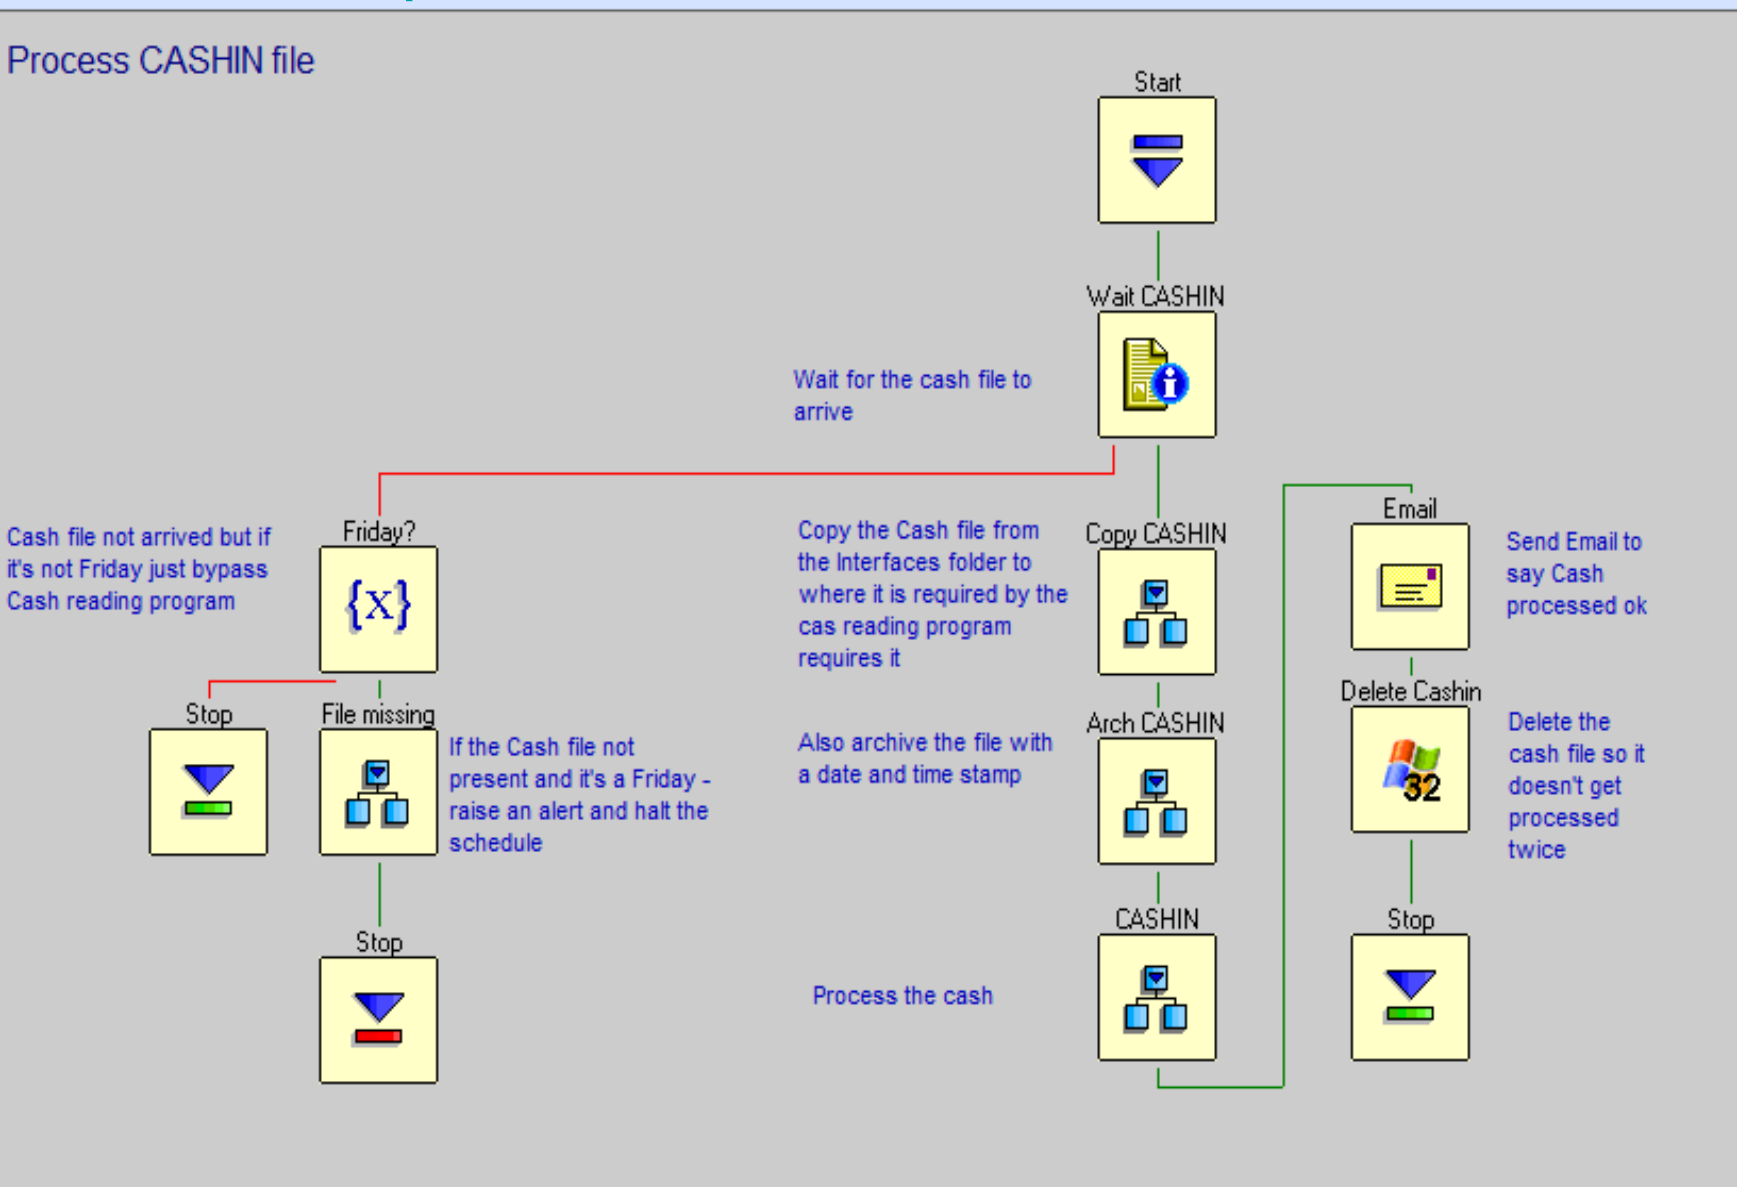 Process CASHIN file
Start
Wait CASHIN
Wait for the cash file to
arrive
Cash file not arrived but if
it's not Friday just bypass
Cash reading program
Friday?
{x}
Stop
File missing
If the Cash file not
present and it's a Friday -
raise an alert and halt the
schedule
Stop
Copy the Cash file from
the Interfaces folder to
where it is required by the
cas reading program
requires it
Copy CASHIN
Also archive the file with
a date and time stamp
Arch CASHIN
CASHIN
Process the cash
Email
Send Email to
say Cash
processed ok
Delete Cashin
32
Delete the
cash file so it
doesn't get
processed
twice
Stop